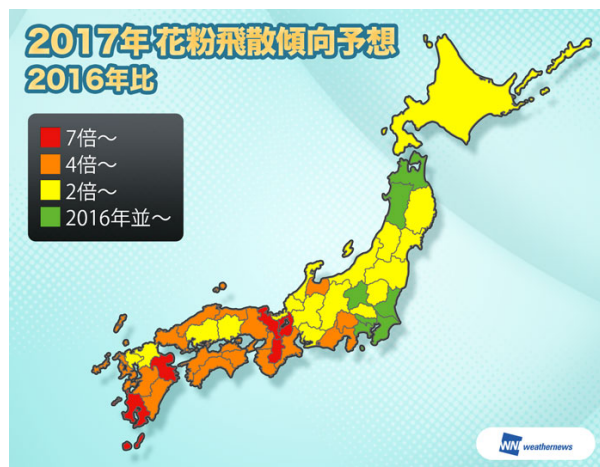 2017年 花粉飛散傾向予想
2016年比
7倍～
4倍～
2倍～
2016年並～
WN weathernews